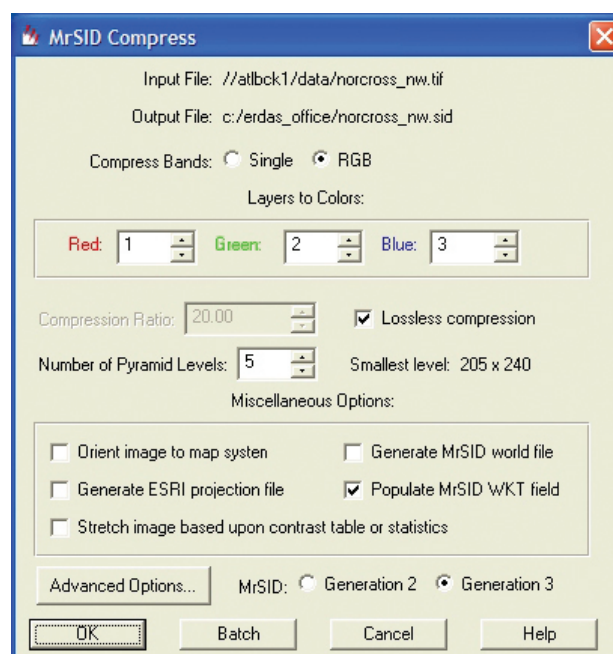 MrSID Compress
Input File: //atlbck1/data/norcross_nw.tif
Output File: c:/erdas_office/norcross_nw.sid
Compress Bands: Single RGB
Layers to Colors:
Red: 1 Green: 2 Blue: 3
Compression Ratio: 20.00 Lossless compression
Number of Pyramid Levels: 5 Smallest level: 205 x 240
Miscellaneous Options:
Orient image to map systen Generate MrSID world file
Generate ESRI projection file Populate MrSID WKT field
Stretch image based upon contrast table or statistics
Advanced Options... MrSID: Generation 2 Generation 3
OK Batch Cancel Help